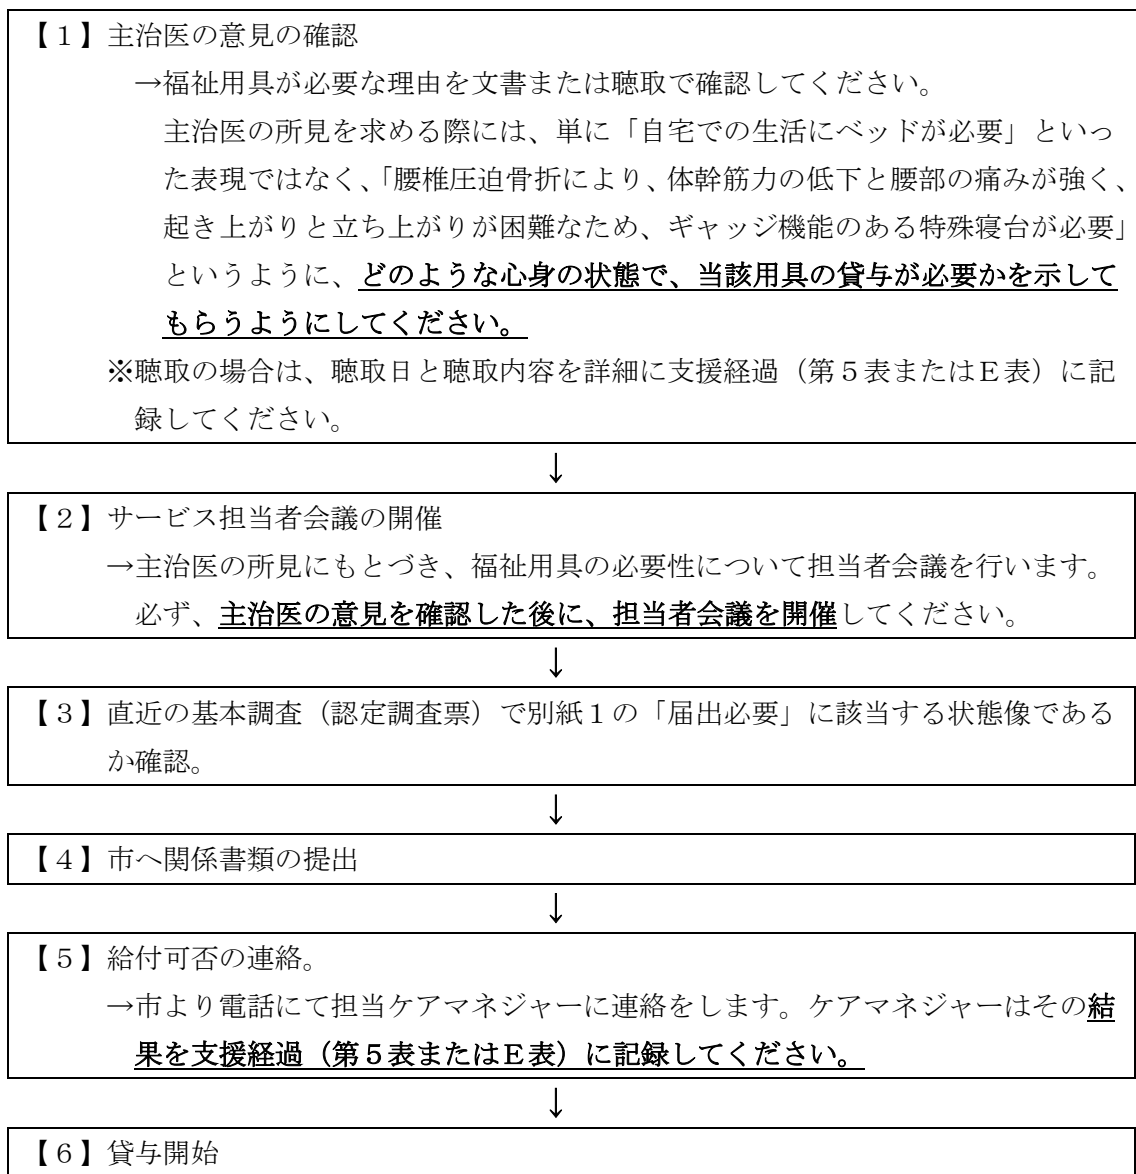 【1】主治医の意見の確認
→福祉用具が必要な理由を文書または聴取で確認してください。
主治医の所見を求める際には、単に「自宅での生活にベッドが必要」といっ
た表現ではなく、「腰椎圧迫骨折により、体幹筋力の低下と腰部の痛みが強く、
起き上がりと立ち上がりが困難なため、ギャッジ機能のある特殊寝台が必要」
というように、どのような心身の状態で、当該用具の貸与が必要かを示して
もらうようにしてください。
※聴取の場合は、聴取日と聴取内容を詳細に支援経過（第５表またはＥ表）に記
録してください。
↓
【2】サービス担当者会議の開催
→主治医の所見にもとづき、福祉用具の必要性について担当者会議を行います。
必ず、主治医の意見を確認した後に、担当者会議を開催してください。
↓
【3】直近の基本調査（認定調査票）で別紙１の「届出必要」に該当する状態像である
か確認。
↓
【4】市へ関係書類の提出
↓
【5】給付可否の連絡。
→市より電話にて担当ケアマネジャーに連絡をします。ケアマネジャーはその結
果を支援経過（第５表またはＥ表）に記録してください。
↓
【6】貸与開始